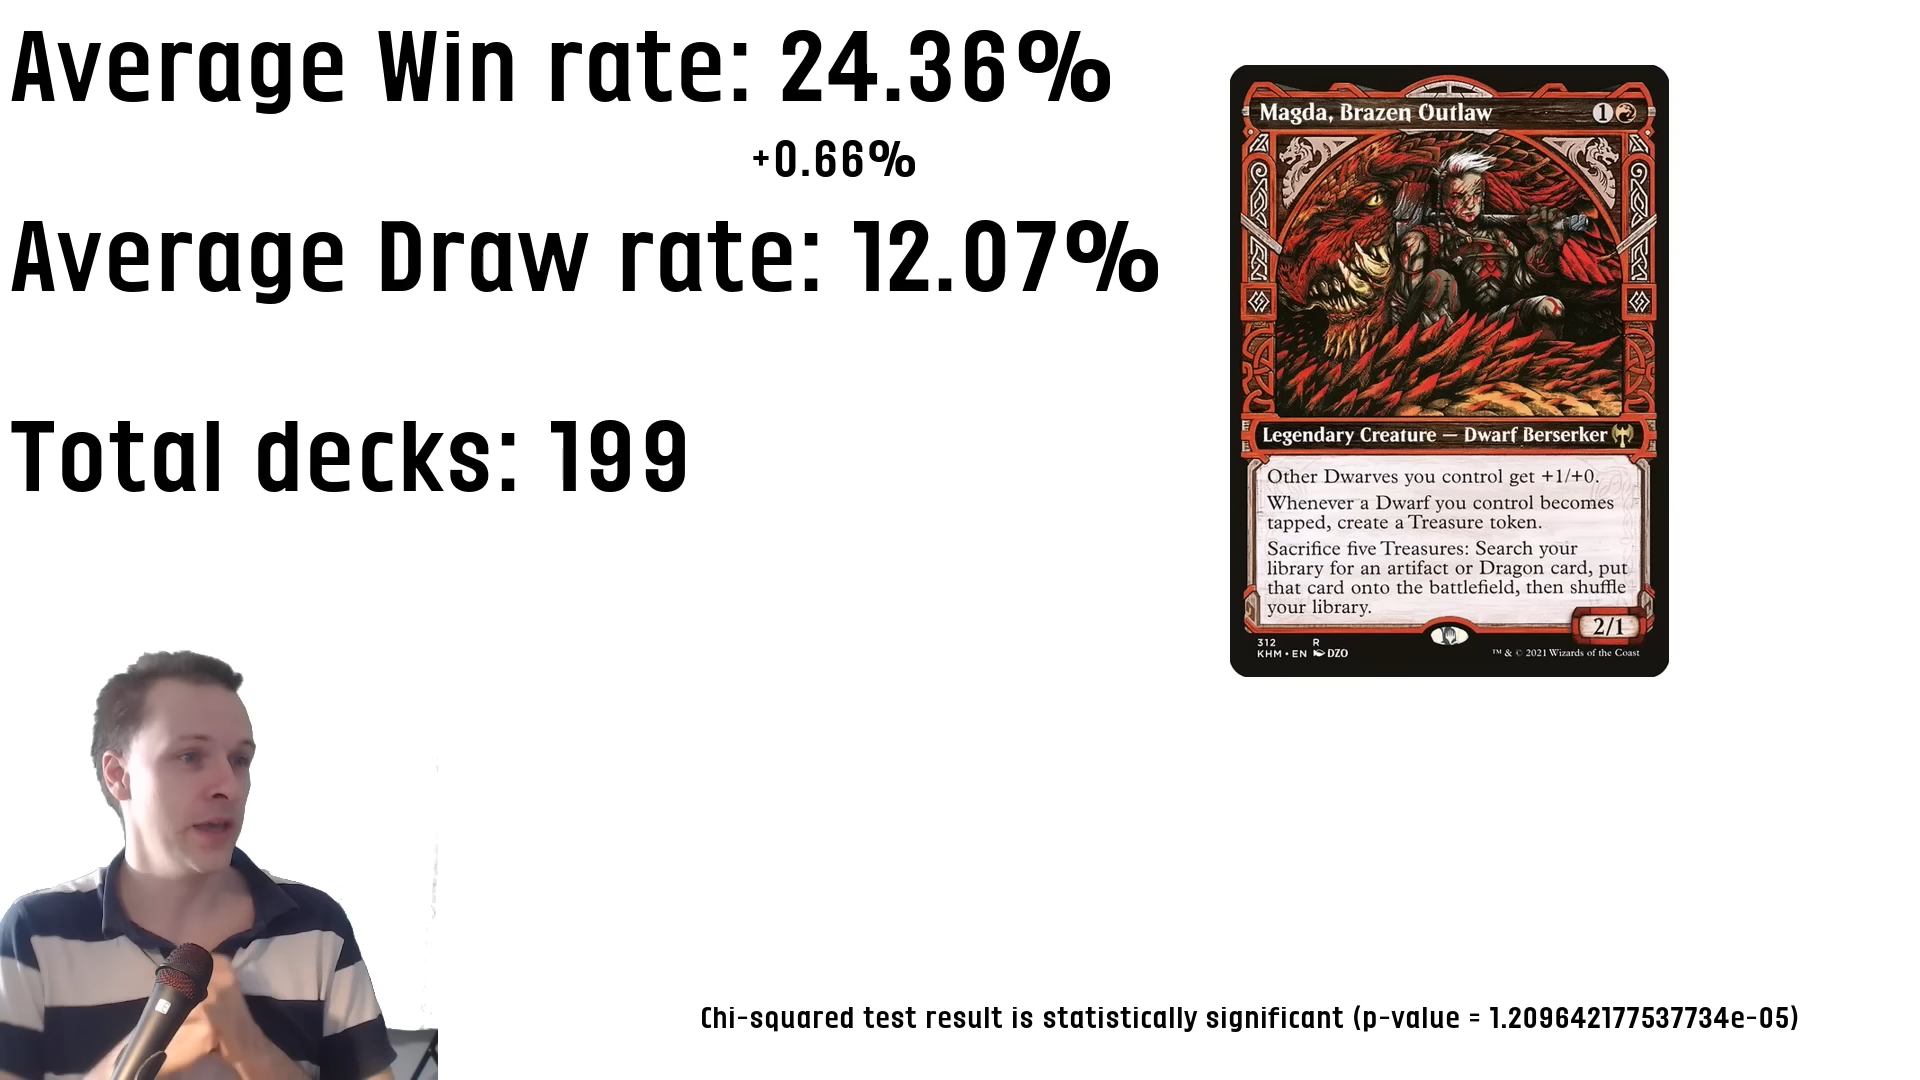 Average Win rate: 24.36%
+0.66%
Average Draw rate: 12.07%
Total decks: 199
Magda, Brazen Outlaw 1
Legendary Creature — Dwarf Berserker
Other Dwarves you control get +1/+0.
Whenever a Dwarf you control becomes
tapped, create a Treasure token.
Sacrifice five Treasures: Search your
library for an artifact or Dragon card, put
that card onto the battlefield, then shuffle
your library.
2/1
312 R
KHM • EN DZO
™ & © 2021 Wizards of the Coast
Chi-squared test result is statistically significant (p-value = 1.209642177537734e-05)